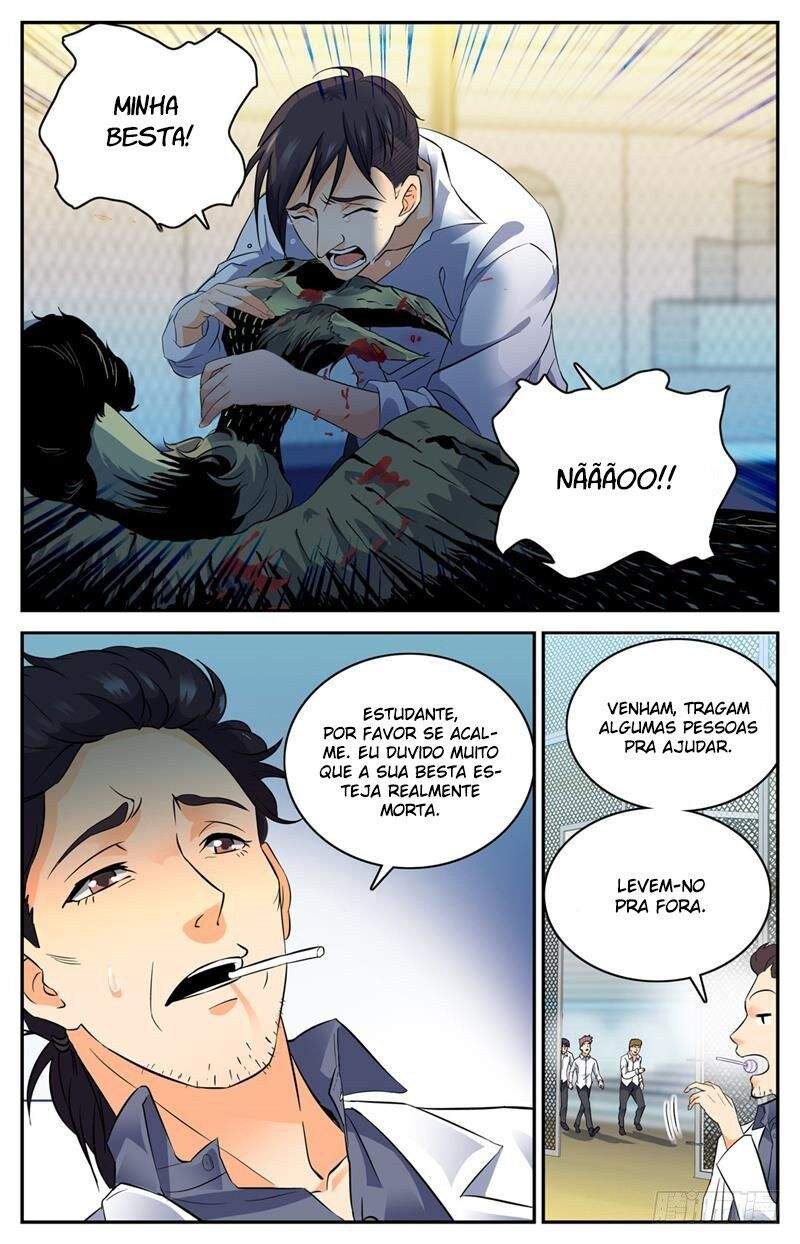 MINHA
BESTA!
NÃÃÃOO!!
ESTUDANTE,
POR FAVOR SE ACAL-
ME. EU DUVIDO MUITO
QUE A SUA BESTA ES-
TEJA REALMENTE
MORTA.
VENHAM, TRAGAM
ALGUMAS PESSOAS
PRA AJUDAR.
LEVEM-NO
PRA FORA.